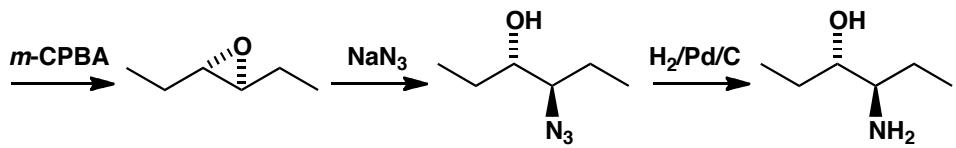 m-CPBA
O
NaN3
OH
N3
H2/Pd/C
OH
NH2